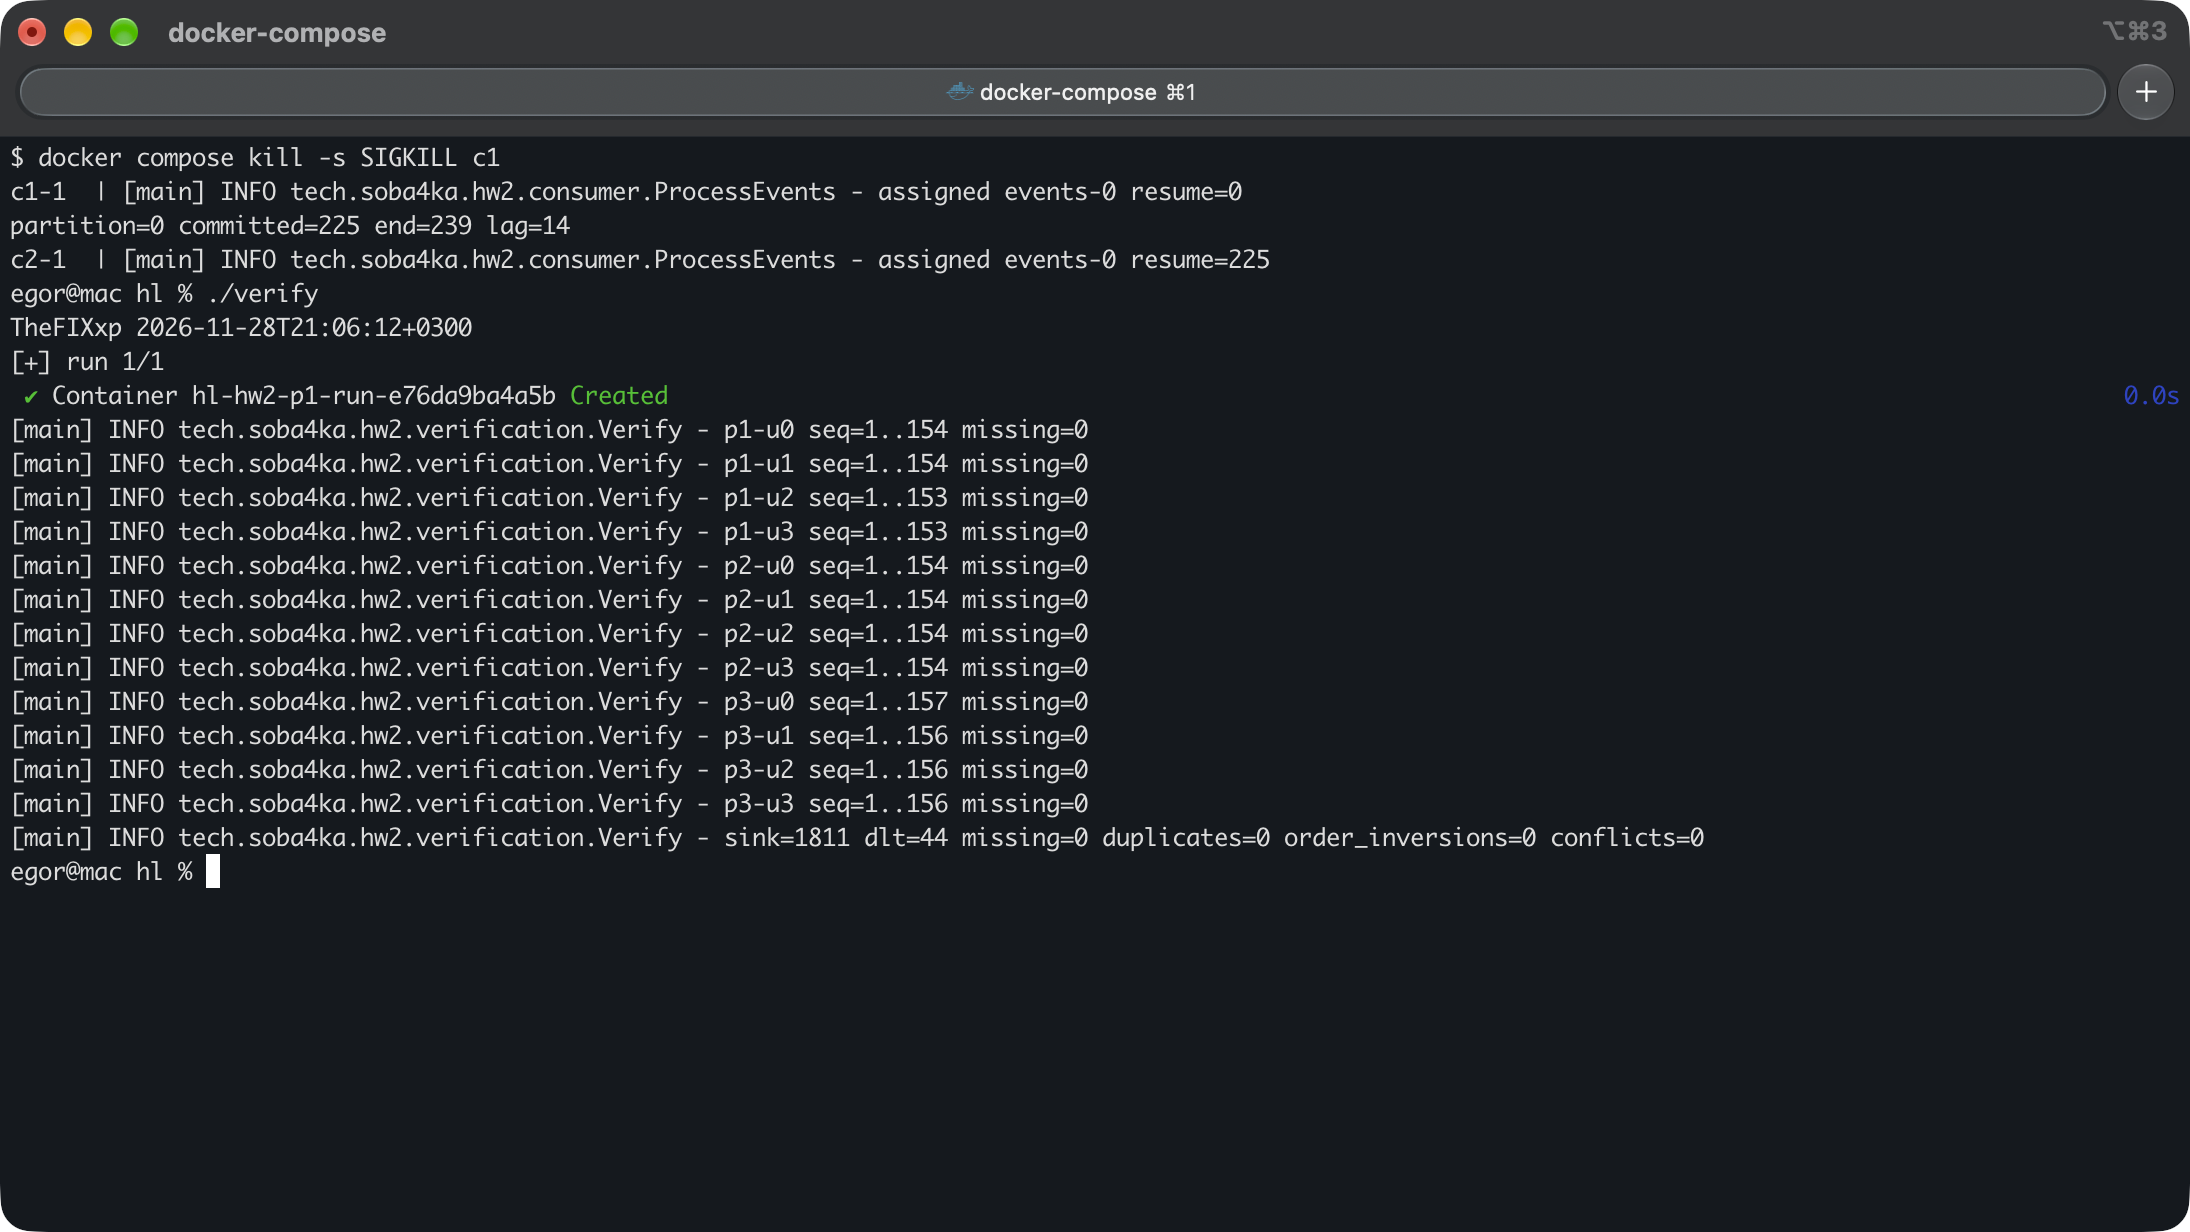 docker-compose
⌥⌘3
docker-compose ⌘1
+
$ docker compose kill -s SIGKILL c1
c1-1  | [main] INFO tech.soba4ka.hw2.consumer.ProcessEvents - assigned events-0 resume=0
partition=0 committed=225 end=239 lag=14
c2-1  | [main] INFO tech.soba4ka.hw2.consumer.ProcessEvents - assigned events-0 resume=225
egor@mac hl % ./verify
TheFIXxp 2026-11-28T21:06:12+0300
[+] run 1/1
✔ Container hl-hw2-p1-run-e76da9ba4a5b Created 0.0s
[main] INFO tech.soba4ka.hw2.verification.Verify - p1-u0 seq=1..154 missing=0
[main] INFO tech.soba4ka.hw2.verification.Verify - p1-u1 seq=1..154 missing=0
[main] INFO tech.soba4ka.hw2.verification.Verify - p1-u2 seq=1..153 missing=0
[main] INFO tech.soba4ka.hw2.verification.Verify - p1-u3 seq=1..153 missing=0
[main] INFO tech.soba4ka.hw2.verification.Verify - p2-u0 seq=1..154 missing=0
[main] INFO tech.soba4ka.hw2.verification.Verify - p2-u1 seq=1..154 missing=0
[main] INFO tech.soba4ka.hw2.verification.Verify - p2-u2 seq=1..154 missing=0
[main] INFO tech.soba4ka.hw2.verification.Verify - p2-u3 seq=1..154 missing=0
[main] INFO tech.soba4ka.hw2.verification.Verify - p3-u0 seq=1..157 missing=0
[main] INFO tech.soba4ka.hw2.verification.Verify - p3-u1 seq=1..156 missing=0
[main] INFO tech.soba4ka.hw2.verification.Verify - p3-u2 seq=1..156 missing=0
[main] INFO tech.soba4ka.hw2.verification.Verify - p3-u3 seq=1..156 missing=0
[main] INFO tech.soba4ka.hw2.verification.Verify - sink=1811 dlt=44 missing=0 duplicates=0 order_inversions=0 conflicts=0
egor@mac hl %